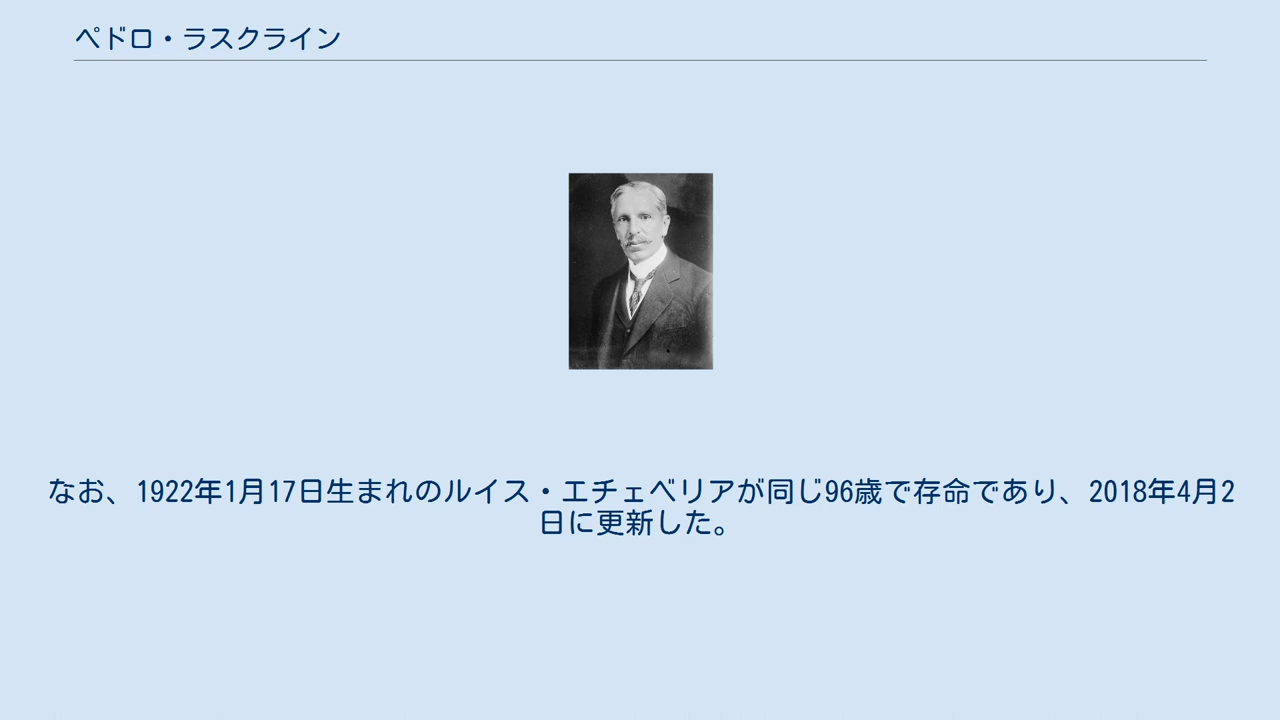 ペドロ・ラスクライン
なお、1922年1月17日生まれのルイス・エチェベリアが同じ96歳で存命であり、2018年4月2
日に更新した。